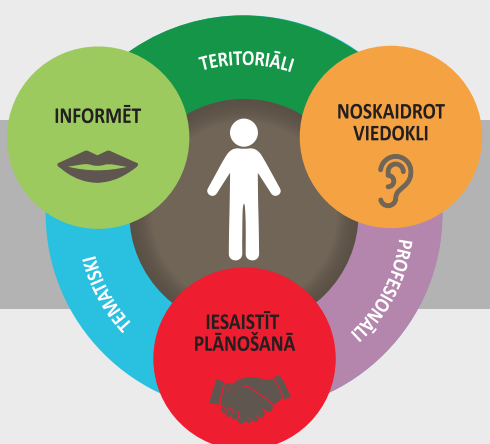 TERITORIĀLI
INFORMĒT
NOSKAIDROT
VIEDOKLI
TEMATISKI
PROFESIONĀLI
IESAISTĪT
PLĀNOŠANĀ